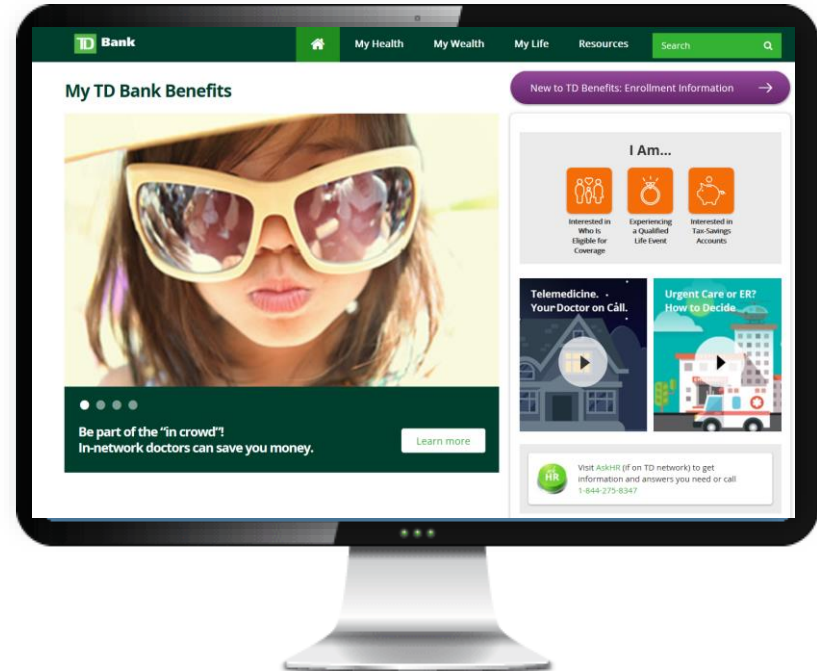 TD Bank
My Health
My Wealth
My Life
Resources
Search
My TD Bank Benefits
New to TD Benefits: Enrollment Information
Be part of the “in crowd”!
In-network doctors can save you money.
Learn more
I Am...
Interested in
Who Is
Eligible for
Coverage
Experiencing
a Qualified
Life Event
Interested in
Tax-Savings
Accounts
Telemedicine.
Your Doctor on Call.
Urgent Care or ER?
How to Decide
HR
Visit AskHR (if on TD network) to get
information and answers you need or call
1-844-275-8347